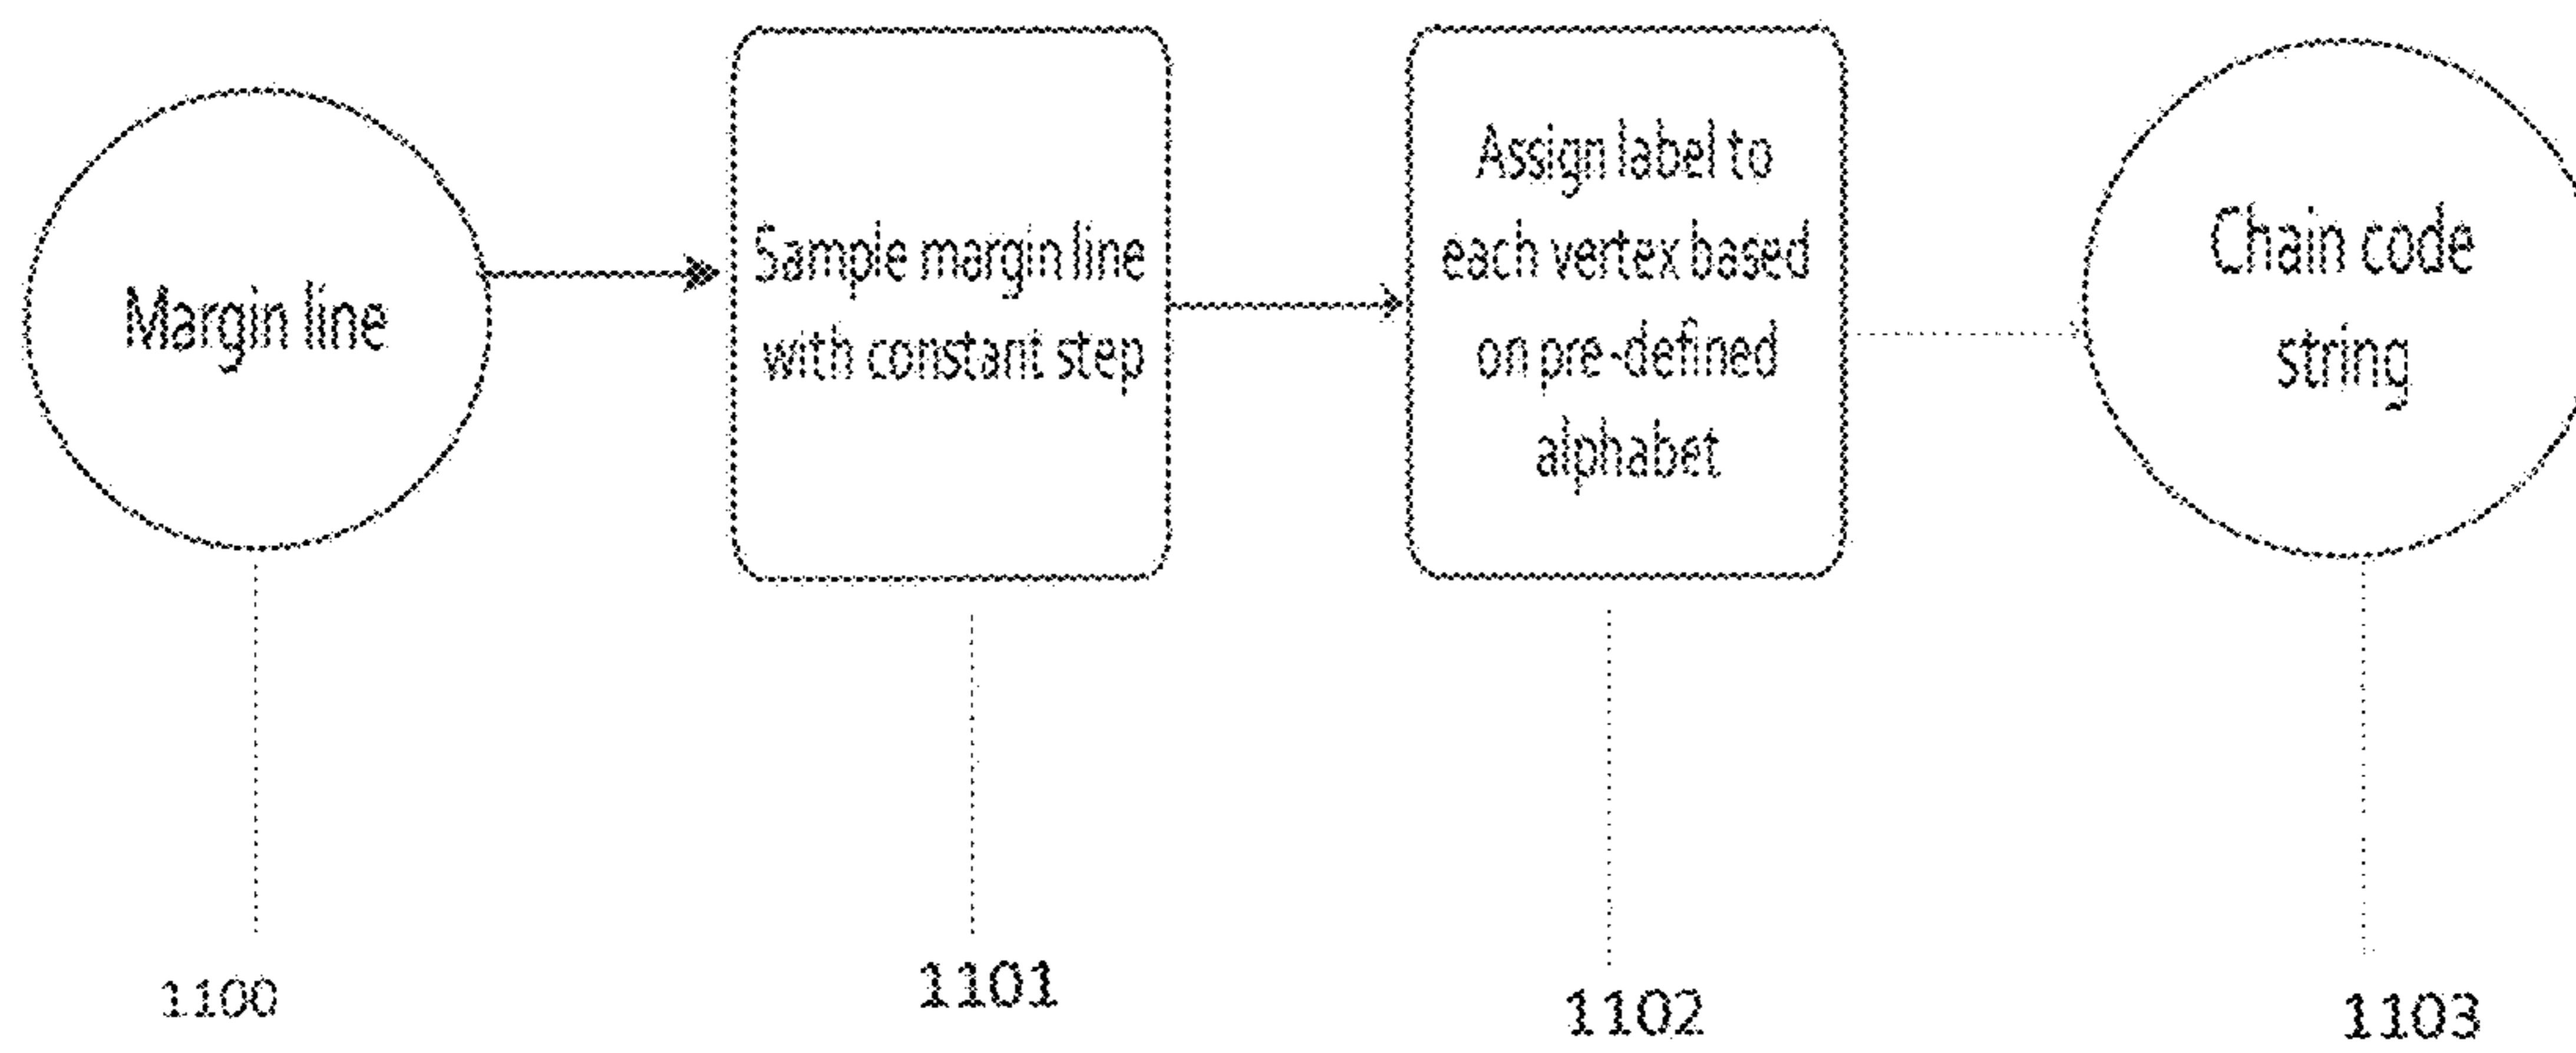 Margin line
Sample margin line
with constant step
Assign label to
each vertex based
on pre-defined
alphabet
Chain code
string
1100
1101
1102
1103